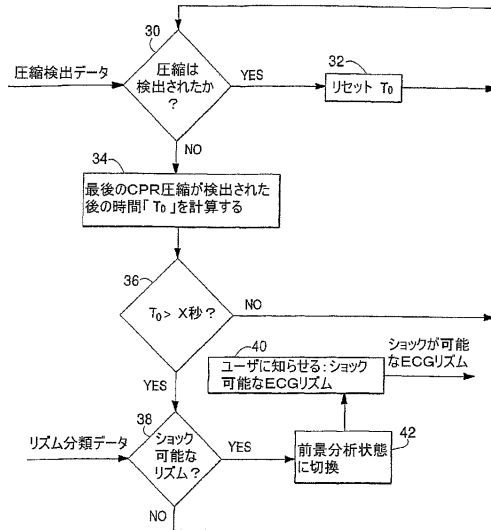 30
圧縮検出データ
圧縮は
検出されたか
?
YES
32
リセット T₀
NO
34
最後のCPR圧縮が検出された
後の時間「T₀」を計算する
36
T₀> X秒?
NO
YES
40
ユーザに知らせる:ショック
可能なECGリズム
ショックが可能
なECGリズム
リズム分類データ
38
ショック
可能な
リズム?
YES
42
前景分析状態
に切換
NO